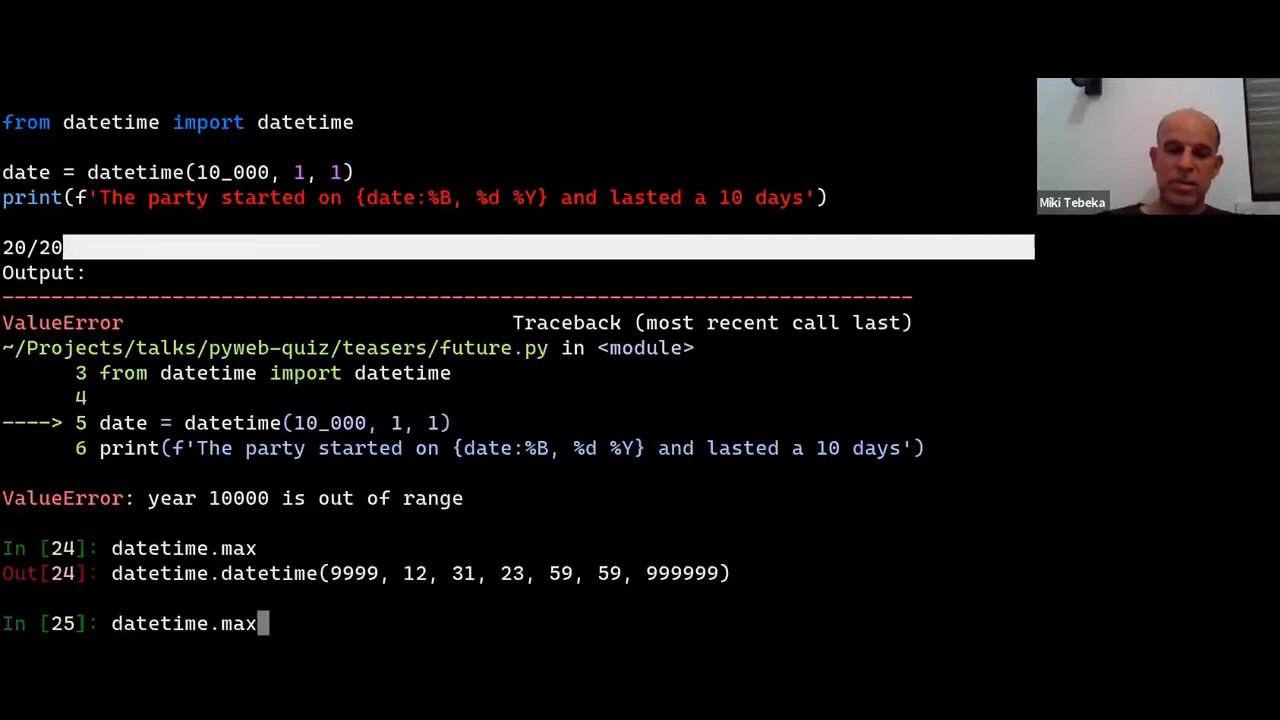 from datetime import datetime
date = datetime(10_000, 1, 1)
print(f'The party started on {date:%B, %d %Y} and lasted a 10 days')
Miki Tebeka
20/20
Output:
---------------------------------------------------------------------------
ValueError                                Traceback (most recent call last)
~/Projects/talks/pyweb-quiz/teasers/future.py in <module>
      3 from datetime import datetime
      4
----> 5 date = datetime(10_000, 1, 1)
      6 print(f'The party started on {date:%B, %d %Y} and lasted a 10 days')
ValueError: year 10000 is out of range
In [24]: datetime.max
Out[24]: datetime.datetime(9999, 12, 31, 23, 59, 59, 999999)
In [25]: datetime.max